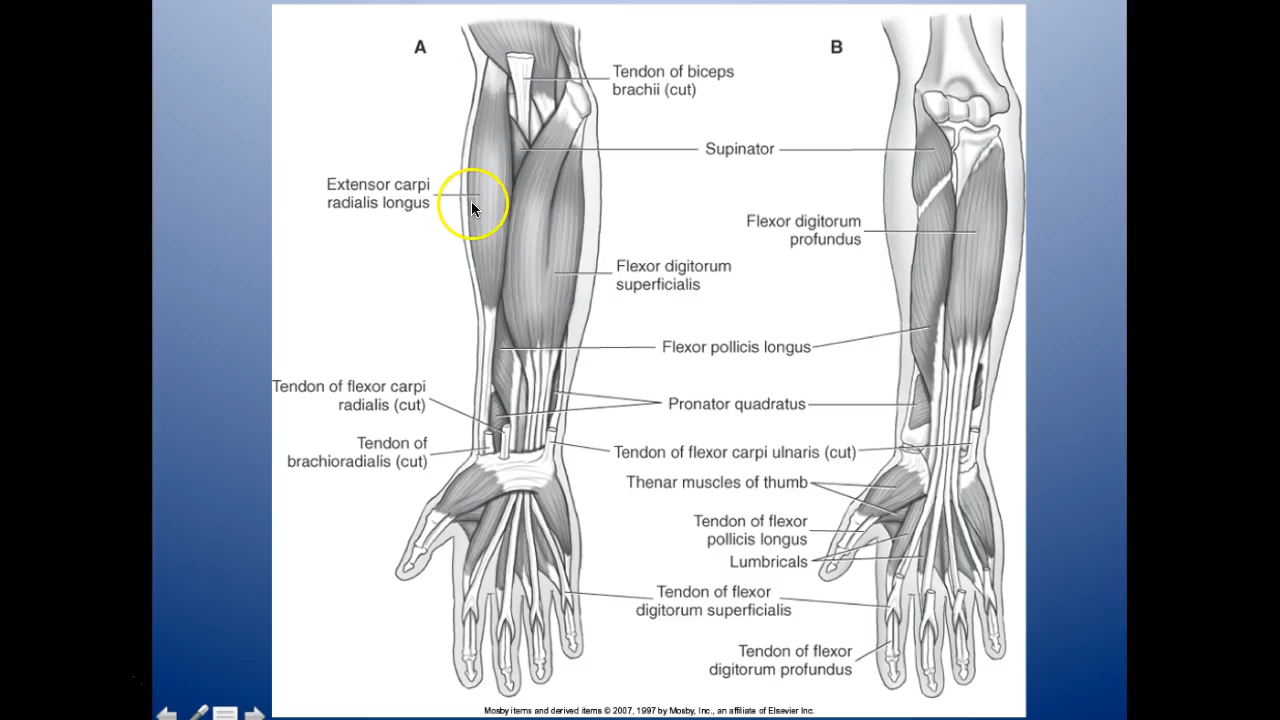 A
B
Tendon of biceps
brachii (cut)
Supinator
Extensor carpi
radialis longus
Flexor digitorum
profundus
Flexor digitorum
superficialis
Flexor pollicis longus
Tendon of flexor carpi
radialis (cut)
Pronator quadratus
Tendon of
brachioradialis (cut)
Tendon of flexor carpi ulnaris (cut)
Thenar muscles of thumb
Tendon of flexor
pollicis longus
Lumbricals
Tendon of flexor
digitorum superficialis
Tendon of flexor
digitorum profundus
Mosby items and derived items © 2007, 1997 by Mosby, Inc., an affiliate of Elsevier Inc.